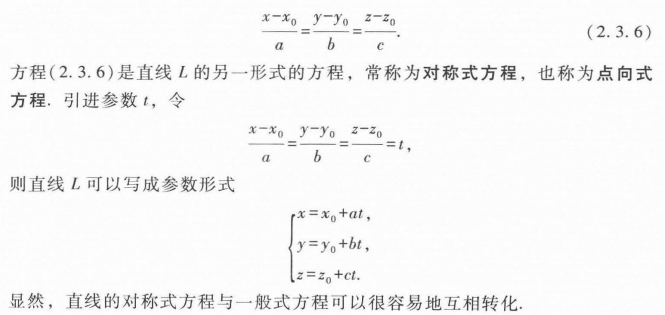 $$\frac{x-x_0}{a}=\frac{y-y_0}{b}=\frac{z-z_0}{c}.\qquad(2.3.6)$$
方程(2.3.6)是直线 L 的另一形式的方程，常称为对称式方程，也称为点向式
方程. 引进参数 t，令
$$\frac{x-x_0}{a}=\frac{y-y_0}{b}=\frac{z-z_0}{c}=t,$$
则直线 L 可以写成参数形式
$$\begin{cases}x=x_0+at,\\y=y_0+bt,\\z=z_0+ct.\end{cases}$$
显然，直线的对称式方程与一般式方程可以很容易地互相转化.